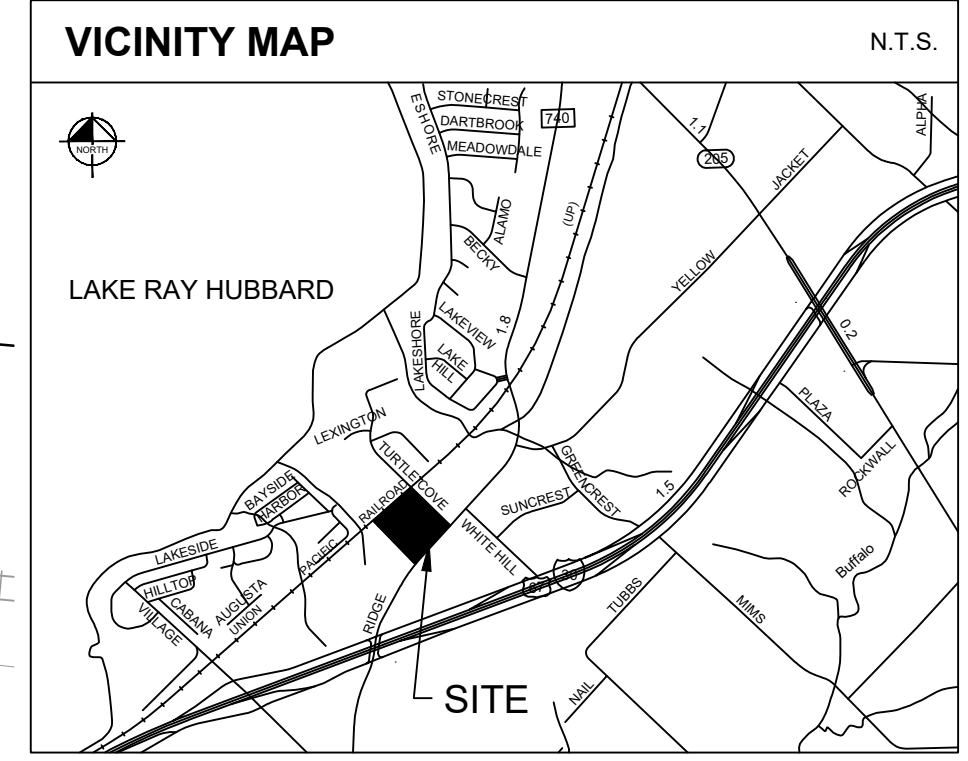 VICINITY MAP
N.T.S.
NORTH
ESHORE
STONECREST
DARTBROOK
MEADOWDALE
740
1.1
205
ALPHA
JACKET
YELLOW
(UP)
ALAMO
BECKY
LAKE RAY HUBBARD
LAKESHORE
LAKEVIEW
1.8
LAKE
HILL
0.2
PLAZA
ROCKWALL
LEXINGTON
TURTLE COVE
GREENCREST
SUNCREST
1.5
BAYSIDE
HARBOR
RAILROAD
WHITE HILL
LAKESIDE
PACIFIC
67
30
Buffalo
HILLTOP
CABANA
VILLAGE
AUGUSTA
UNION
RIDGE
TUBBS
MIMS
NAIL
SITE